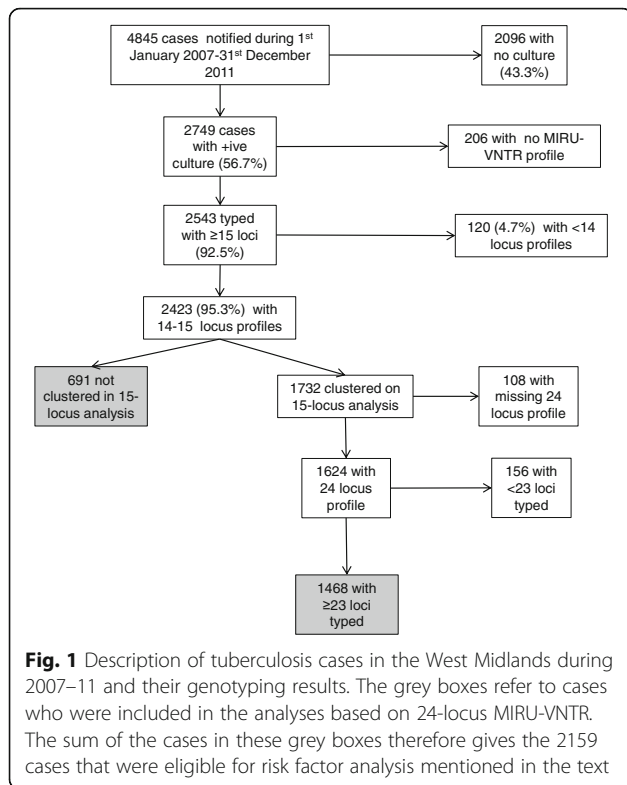 4845 cases notified during 1st
January 2007-31st December
2011
2096 with
no culture
(43.3%)
2749 cases
with +ive
culture (56.7%)
206 with no MIRU-
VNTR profile
2543 typed
with ≥15 loci
(92.5%)
120 (4.7%) with <14
locus profiles
2423 (95.3%) with
14-15 locus profiles
691 not
clustered in 15-
locus analysis
1732 clustered on
15-locus analysis
108 with
missing 24
locus profile
1624 with
24 locus
profile
156 with
<23 loci
typed
1468 with
≥23 loci
typed
Fig. 1 Description of tuberculosis cases in the West Midlands during
2007–11 and their genotyping results. The grey boxes refer to cases
who were included in the analyses based on 24-locus MIRU-VNTR.
The sum of the cases in these grey boxes therefore gives the 2159
cases that were eligible for risk factor analysis mentioned in the text